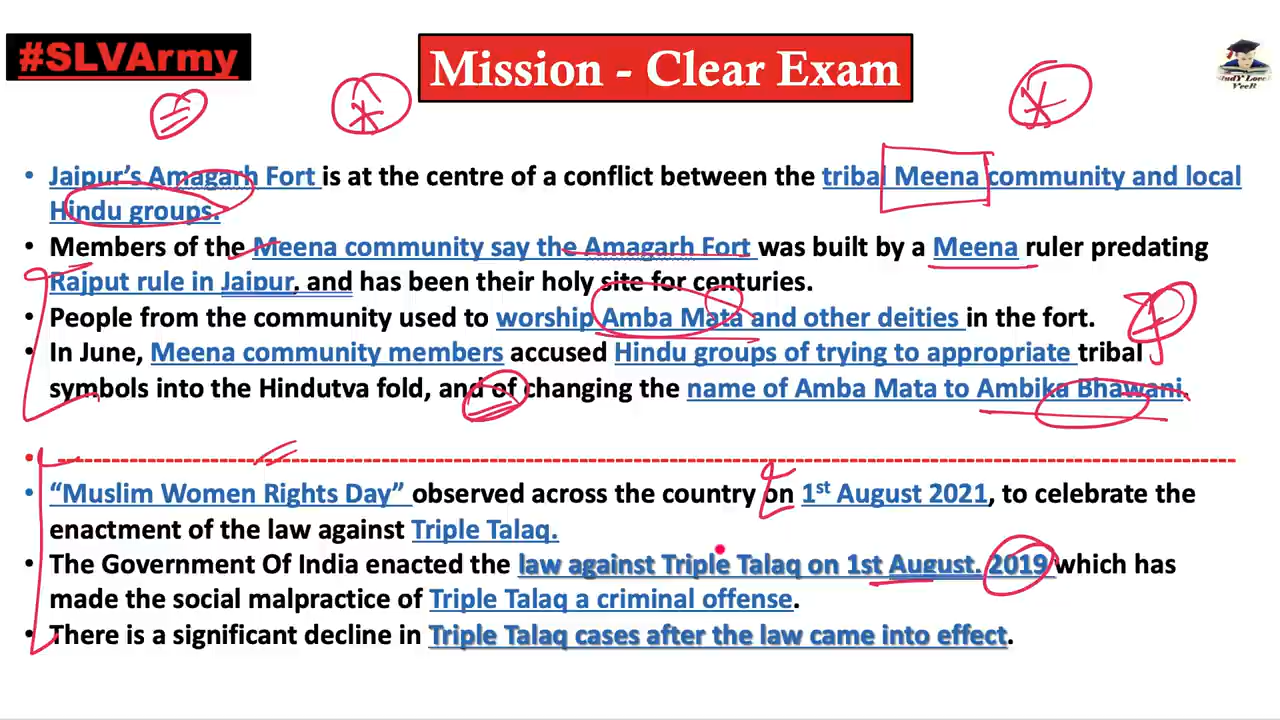 #SLVArmy
Mission - Clear Exam
StudY LoveR
VeeR
• Jaipur's Amagarh Fort is at the centre of a conflict between the tribal Meena community and local
Hindu groups.
• Members of the Meena community say the Amagarh Fort was built by a Meena ruler predating
Rajput rule in Jaipur, and has been their holy site for centuries.
• People from the community used to worship Amba Mata and other deities in the fort.
• In June, Meena community members accused Hindu groups of trying to appropriate tribal
symbols into the Hindutva fold, and of changing the name of Amba Mata to Ambika Bhawani.
• “Muslim Women Rights Day” observed across the country on 1st August 2021, to celebrate the
enactment of the law against Triple Talaq.
• The Government Of India enacted the law against Triple Talaq on 1st August. 2019 which has
made the social malpractice of Triple Talaq a criminal offense.
• There is a significant decline in Triple Talaq cases after the law came into effect.